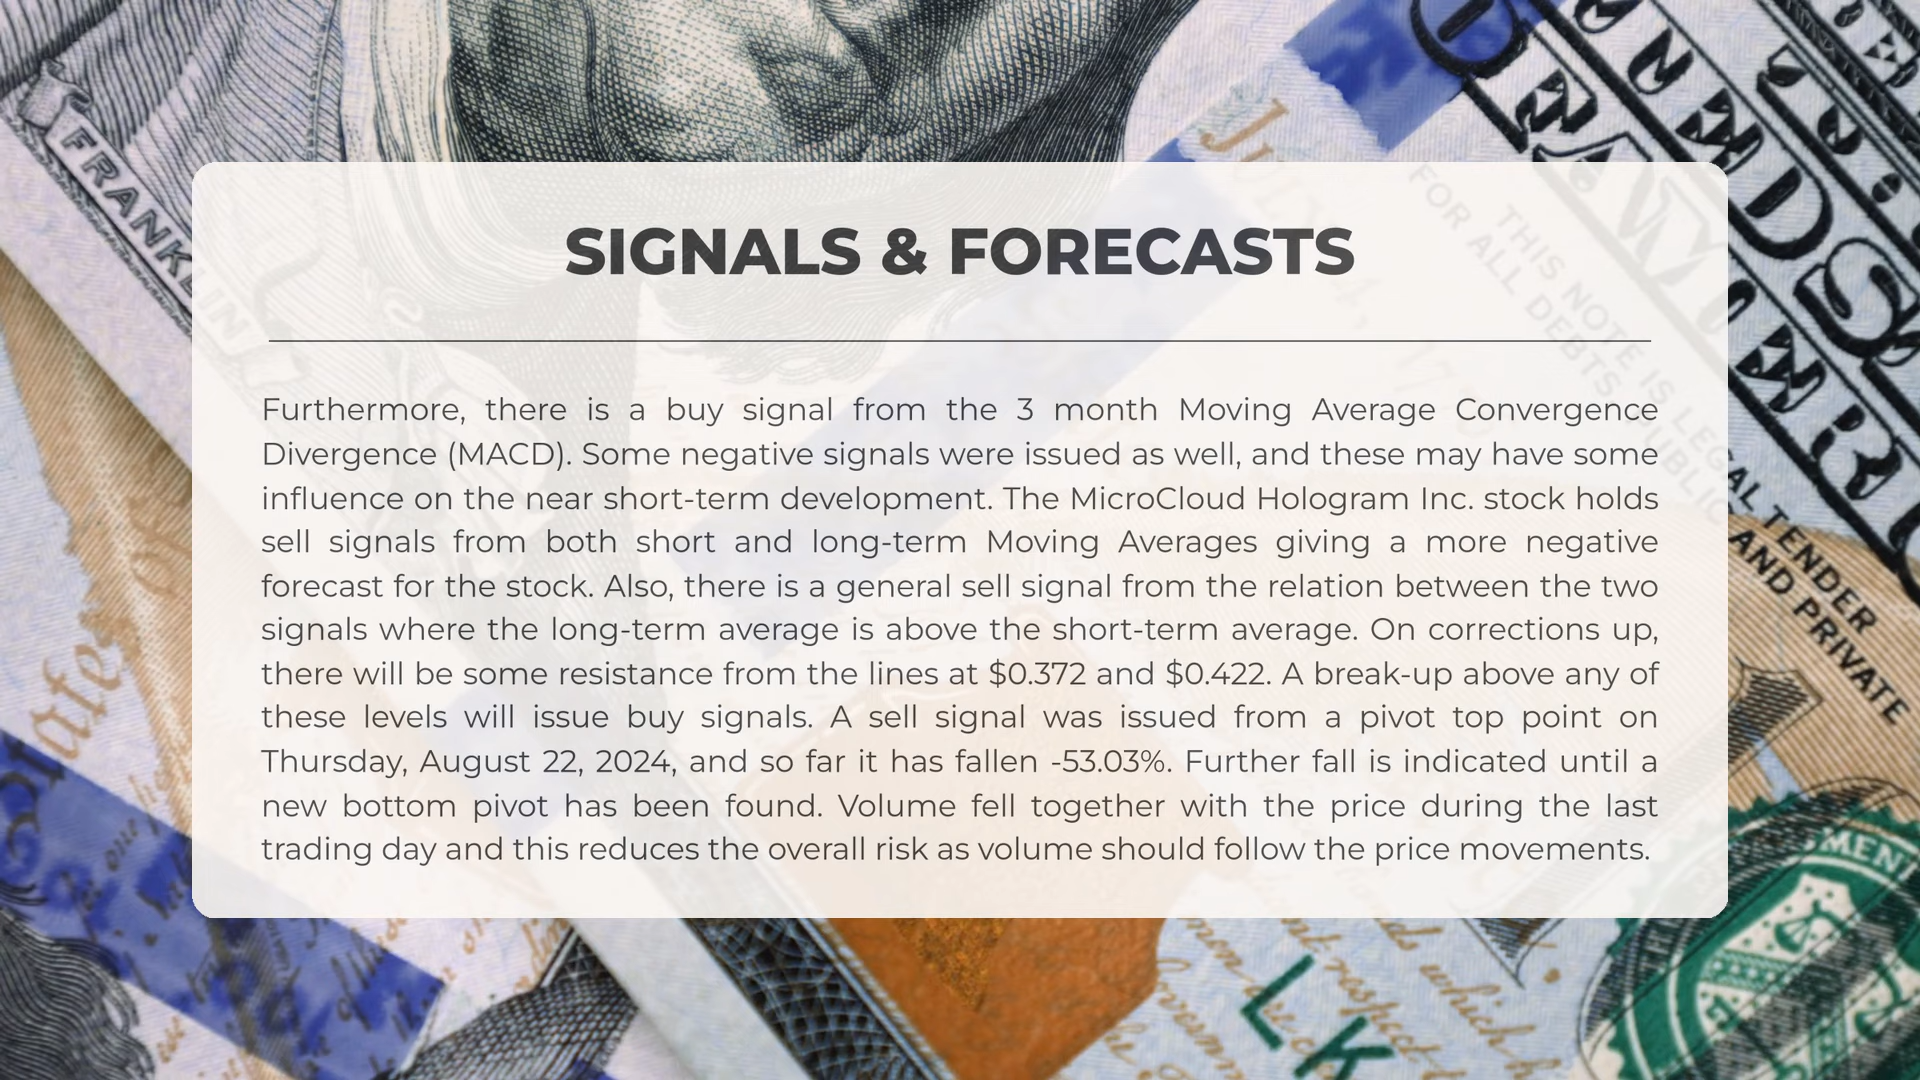 FRANKLIN
SIGNALS & FORECASTS
THIS NOTE IS LEGAL TENDER
FOR ALL DEBTS, PUBLIC AND PRIVATE
Furthermore, there is a buy signal from the 3 month Moving Average Convergence
Divergence (MACD). Some negative signals were issued as well, and these may have some
influence on the near short-term development. The MicroCloud Hologram Inc. stock holds
sell signals from both short and long-term Moving Averages giving a more negative
forecast for the stock. Also, there is a general sell signal from the relation between the two
signals where the long-term average is above the short-term average. On corrections up,
there will be some resistance from the lines at $0.372 and $0.422. A break-up above any of
these levels will issue buy signals. A sell signal was issued from a pivot top point on
Thursday, August 22, 2024, and so far it has fallen -53.03%. Further fall is indicated until a
new bottom pivot has been found. Volume fell together with the price during the last
trading day and this reduces the overall risk as volume should follow the price movements.
L K